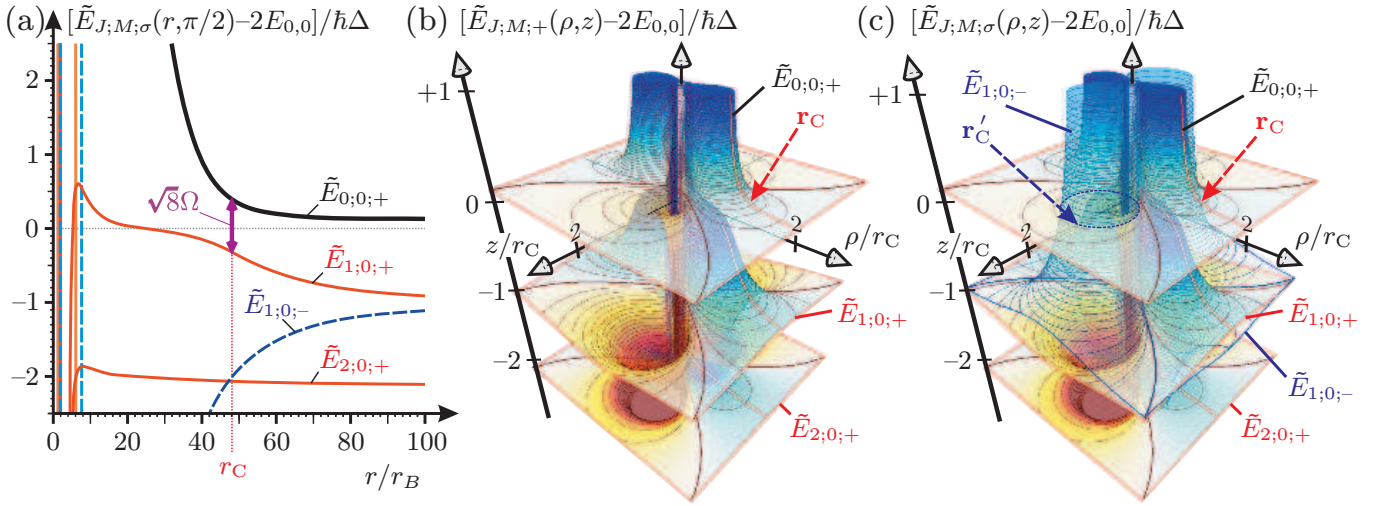 (a) [Ẽ_{J;M;σ}(r,π/2)–2E_{0,0}]/ħΔ
2
1
0
−1
−2
√8Ω
Ẽ_{0;0;+}
Ẽ_{1;0;+}
Ẽ_{1;0;-}
Ẽ_{2;0;+}
0 20 40 60 80 100
r_C
r/r_B
(b) [Ẽ_{J;M;+}(ρ,z)–2E_{0,0}]/ħΔ
+1
0
−1
−2
Ẽ_{0;0;+}
r_C
z/r_C
2
2
ρ/r_C
Ẽ_{1;0;+}
Ẽ_{2;0;+}
(c) [Ẽ_{J;M;σ}(ρ,z)–2E_{0,0}]/ħΔ
+1
0
−1
−2
Ẽ_{1;0;-}
r_C′
Ẽ_{0;0;+}
r_C
z/r_C
2
2
ρ/r_C
Ẽ_{1;0;+}
Ẽ_{1;0;-}
Ẽ_{2;0;+}